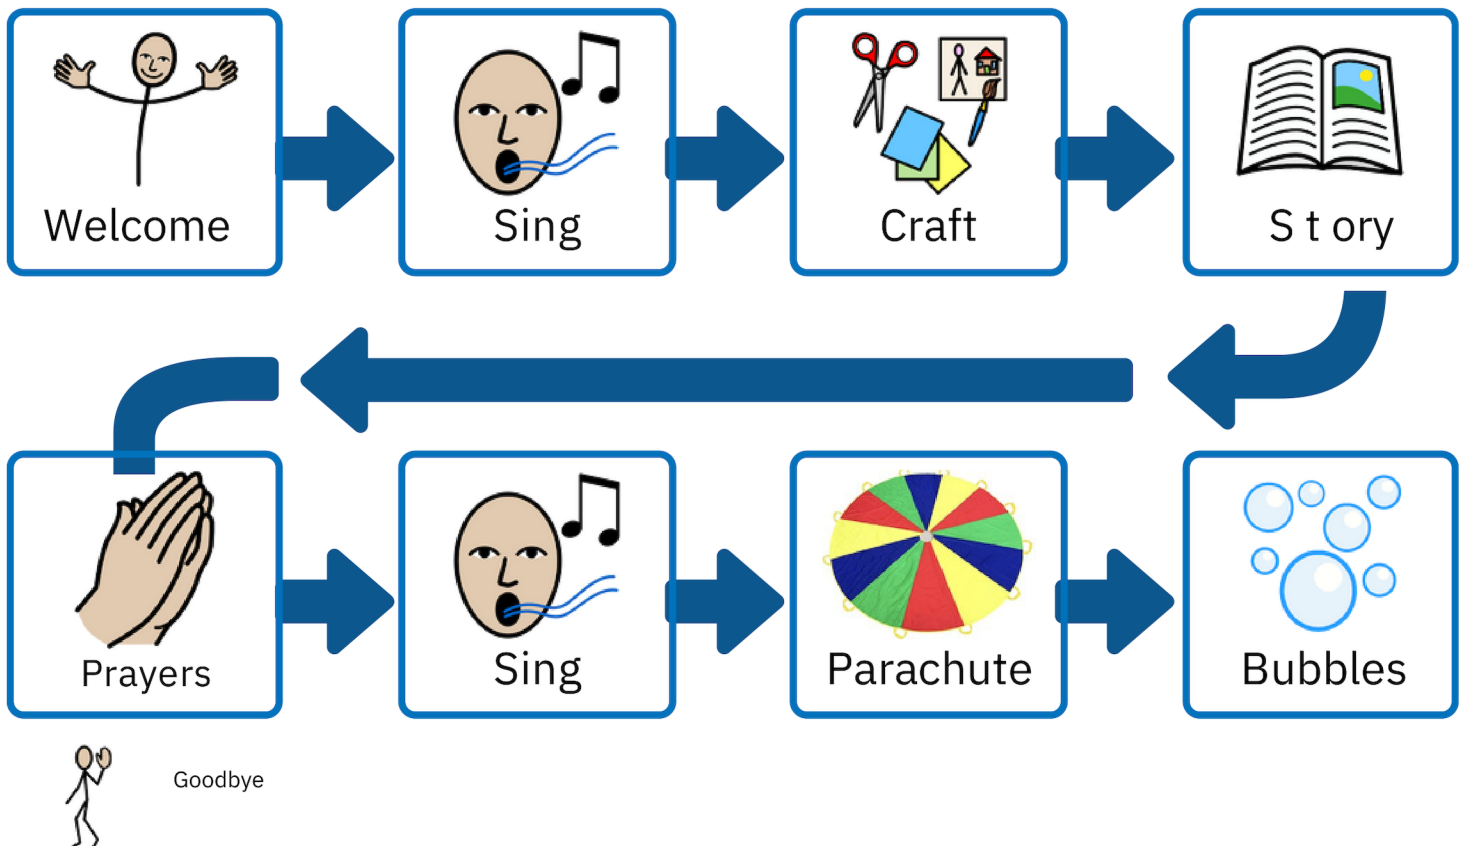 Welcome
Sing
Craft
S t ory
Prayers
Sing
Parachute
Bubbles
Goodbye